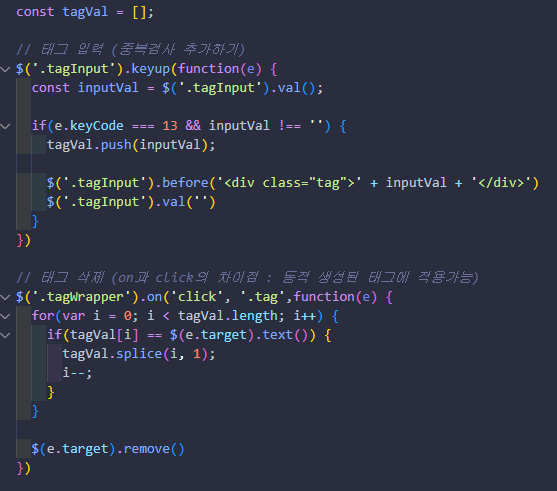 const tagVal = [];
// 태그 입력 (중복검사 추가하기)
$('.tagInput').keyup(function(e) {
const inputVal = $('.tagInput').val();
if(e.keyCode === 13 && inputVal !== '') {
tagVal.push(inputVal);
$('.tagInput').before('<div class="tag">' + inputVal + '</div>')
$('.tagInput').val('')
}
})
// 태그 삭제 (on과 click의 차이점 : 동적 생성된 태그에 적용가능)
$('.tagWrapper').on('click', '.tag',function(e) {
for(var i = 0; i < tagVal.length; i++) {
if(tagVal[i] == $(e.target).text()) {
tagVal.splice(i, 1);
i--;
}
}
$(e.target).remove()
})